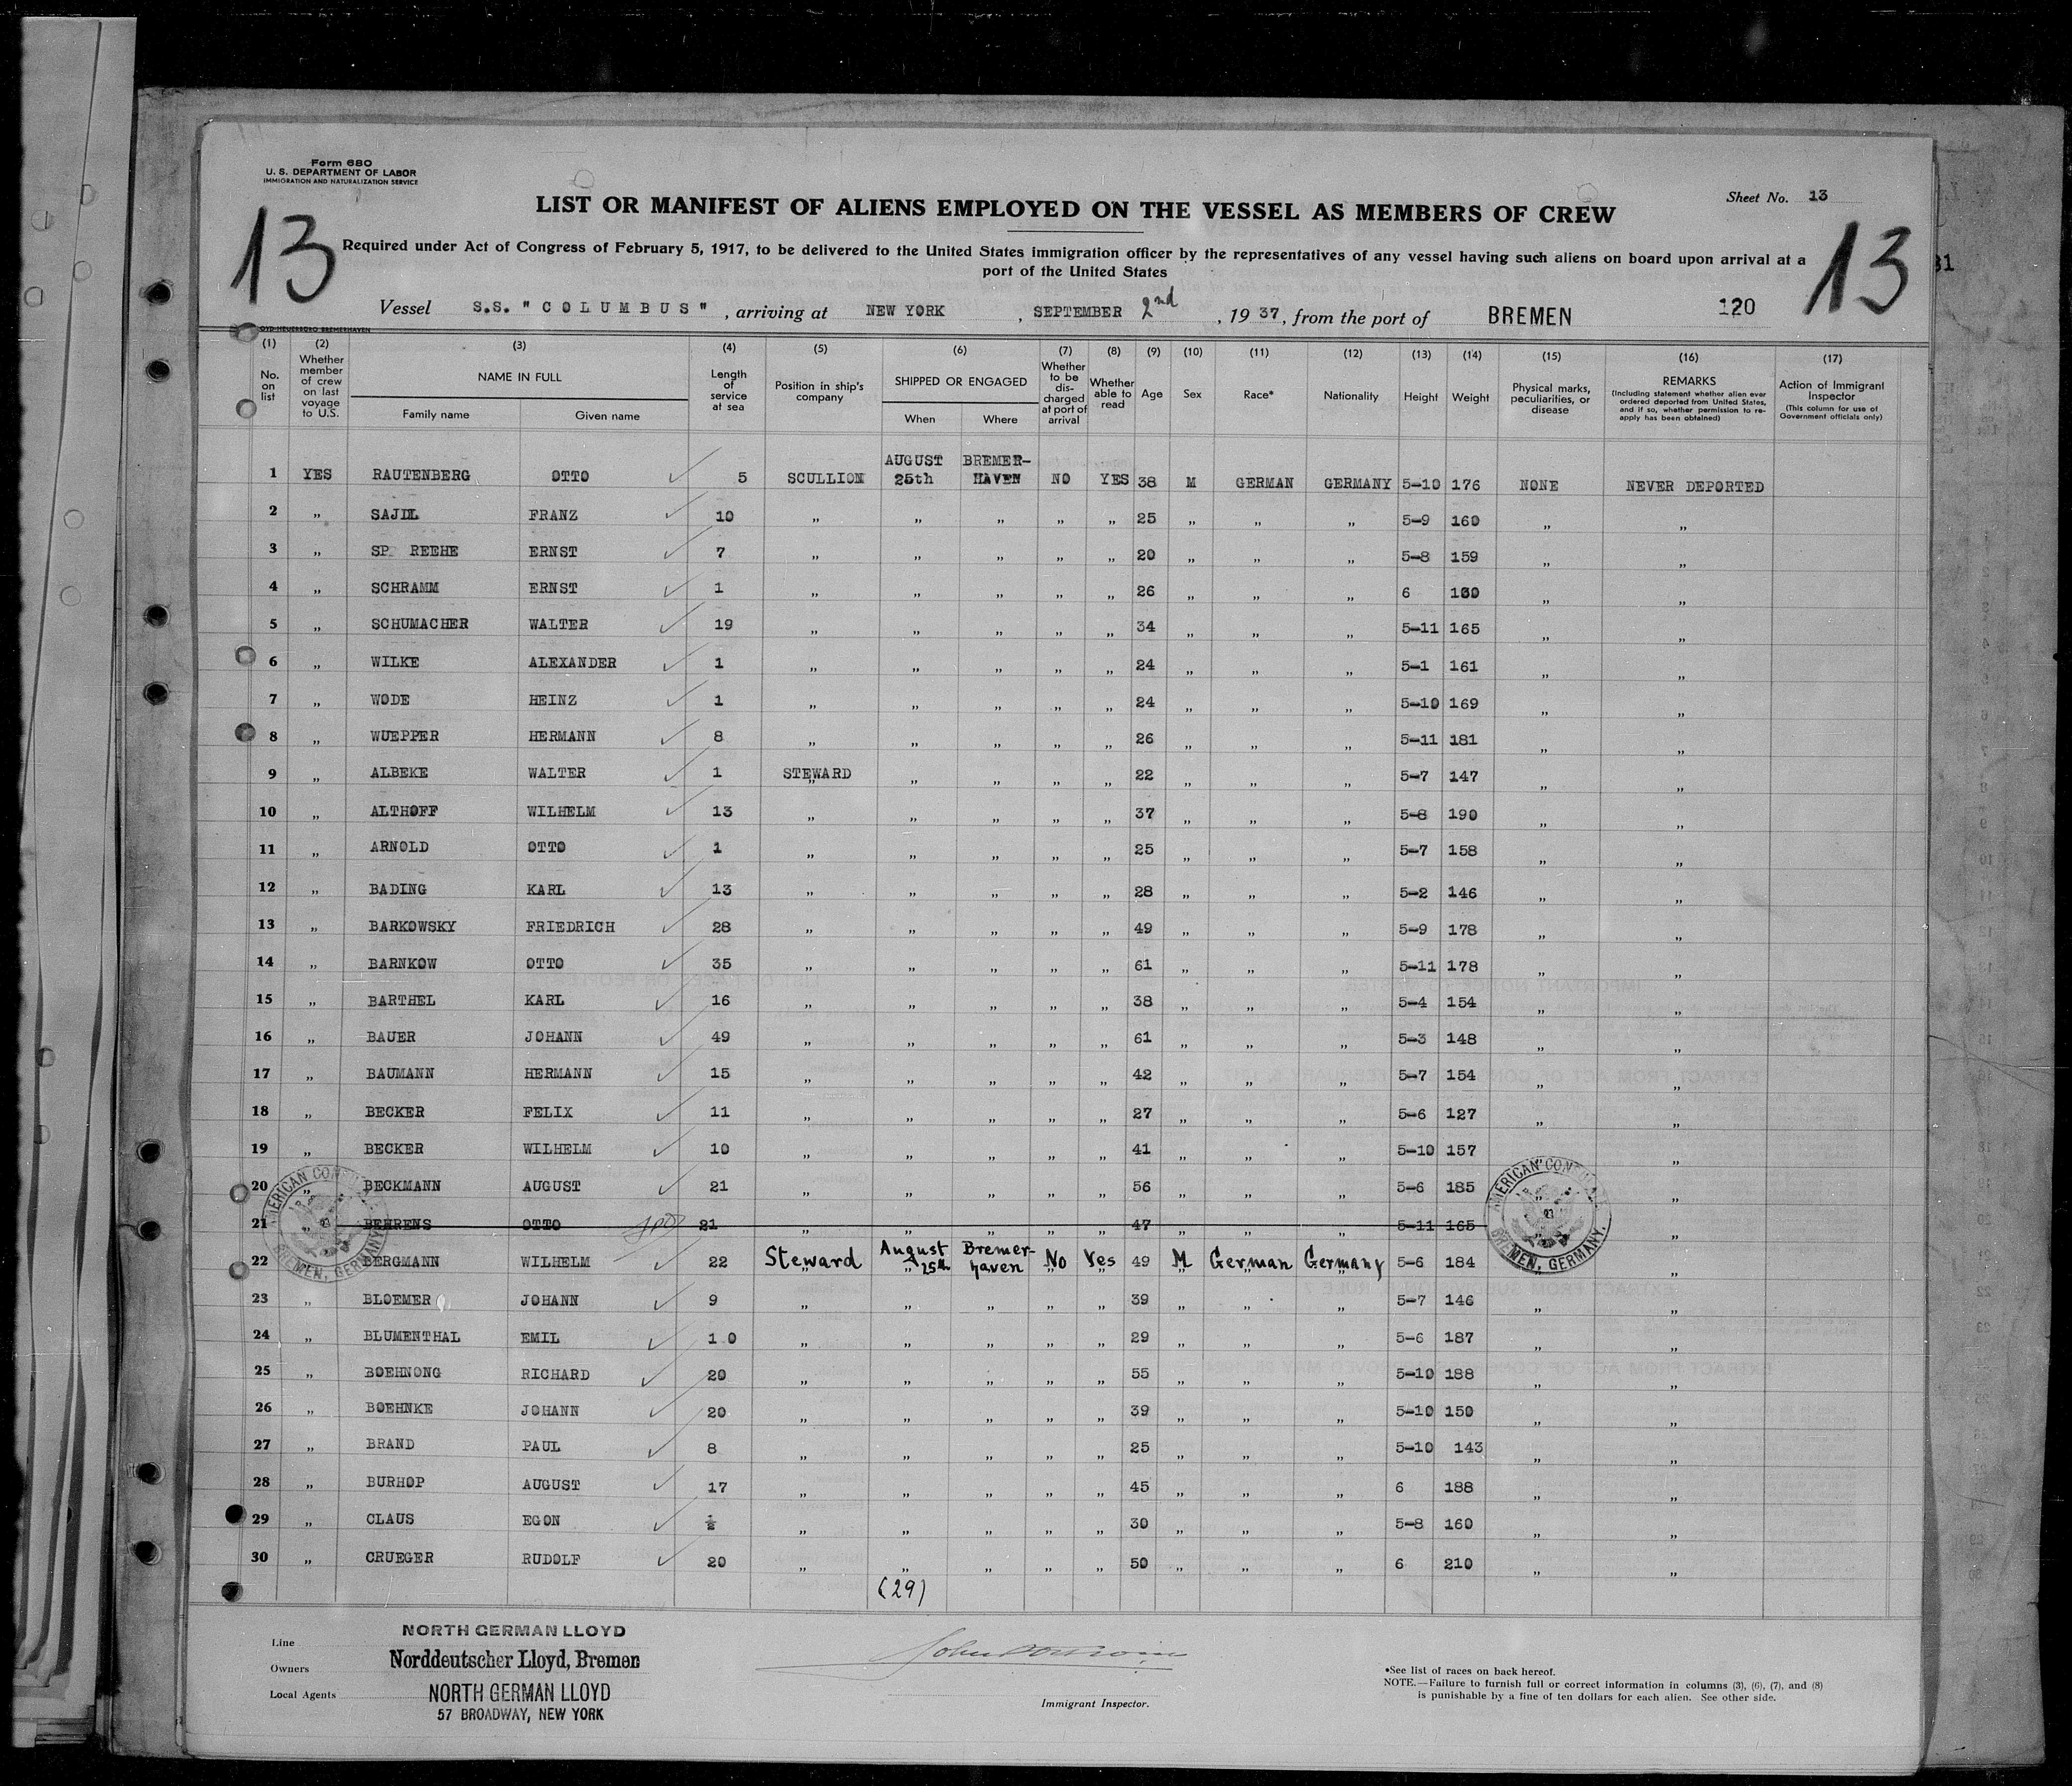 Form 680
U. S. DEPARTMENT OF LABOR
IMMIGRATION AND NATURALIZATION SERVICE
Sheet No. 13
LIST OR MANIFEST OF ALIENS EMPLOYED ON THE VESSEL AS MEMBERS OF CREW
13
13
Required under Act of Congress of February 5, 1917, to be delivered to the United States immigration officer by the representatives of any vessel having such aliens on board upon arrival at a
port of the United States
Vessel S.S. "COLUMBUS", arriving at NEW YORK, SEPTEMBER 2nd, 1937, from the port of BREMEN 120
(1) No. on list
(2) Whether member of crew on last voyage to U.S.
(3) NAME IN FULL Family name Given name
(4) Length of service at sea
(5) Position in ship's company
(6) SHIPPED OR ENGAGED When Where
(7) Whether to be discharged at port of arrival
(8) Whether able to read
(9) Age
(10) Sex
(11) Race*
(12) Nationality
(13) Height
(14) Weight
(15) Physical marks, peculiarities, or disease
(16) REMARKS (Including statement whether alien ever ordered deported from United States, and if so, whether permission to re-apply has been obtained)
(17) Action of Immigrant Inspector (This column for use of Government officials only)
1 YES RAUTENBERG OTTO 5 SCULLION AUGUST 25th BREMER-HAVEN NO YES 38 M GERMAN GERMANY 5-10 176 NONE NEVER DEPORTED
2 „ SAJIL FRANZ 10 „ „ „ „ „ 25 „ „ „ 5-9 160 „ „
3 „ SP REEHE ERNST 7 „ „ „ „ „ 20 „ „ „ 5-8 159 „ „
4 „ SCHRAMM ERNST 1 „ „ „ „ „ 26 „ „ „ 6 „ „
5 „ SCHUMACHER WALTER 19 „ „ „ „ „ 34 „ „ „ 5-11 165 „ „
6 „ WILKE ALEXANDER 1 „ „ „ „ „ 24 „ „ „ 5-1 161 „ „
7 „ WODE HEINZ 1 „ „ „ „ „ 24 „ „ „ 5-10 169 „ „
8 „ WUEPPER HERMANN 8 „ „ „ „ „ 26 „ „ „ 5-11 181 „ „
9 „ ALBEKE WALTER 1 STEWARD „ „ „ „ 22 „ „ „ 5-7 147 „ „
10 „ ALTHOFF WILHELM 13 „ „ „ „ „ 37 „ „ „ 5-8 190 „ „
11 „ ARNOLD OTTO 1 „ „ „ „ „ 25 „ „ „ 5-7 158 „ „
12 „ BADING KARL 13 „ „ „ „ „ 28 „ „ „ 5-2 146 „ „
13 „ BARKOWSKY FRIEDRICH 28 „ „ „ „ „ 49 „ „ „ 5-9 178 „ „
14 „ BARNKOW OTTO 35 „ „ „ „ „ 61 „ „ „ 5-11 178 „ „
15 „ BARTHEL KARL 16 „ „ „ „ „ 38 „ „ „ 5-4 154 „ „
16 „ BAUER JOHANN 49 „ „ „ „ „ 61 „ „ „ 5-3 148 „ „
17 „ BAUMANN HERMANN 15 „ „ „ „ „ 42 „ „ „ 5-7 154 „ „
18 „ BECKER FELIX 11 „ „ „ „ „ 27 „ „ „ 5-6 127 „ „
19 „ BECKER WILHELM 10 „ „ „ „ „ 41 „ „ „ 5-10 157 „ „
20 „ BECKMANN AUGUST 21 „ „ „ „ „ 56 „ „ „ 5-6 185 „ „
21 „ BEHRENS OTTO 21 „ „ „ „ „ 47 „ „ „ 5-11 165 „ „
22 „ BERGMANN WILHELM 22 Steward August 25th Bremer-haven No Yes 49 M German Germany 5-6 184 „ „
23 „ BLOEMER JOHANN 9 „ „ „ „ „ 39 „ „ „ 5-7 146 „ „
24 „ BLUMENTHAL EMIL 1 0 „ „ „ „ „ 29 „ „ „ 5-6 187 „ „
25 „ BOEHNONG RICHARD 20 „ „ „ „ „ 55 „ „ „ 5-10 188 „ „
26 „ BOEHNKE JOHANN 20 „ „ „ „ „ 39 „ „ „ 5-10 150 „ „
27 „ BRAND PAUL 8 „ „ „ „ „ 25 „ „ „ 5-10 143 „ „
28 „ BURHOP AUGUST 17 „ „ „ „ „ 45 „ „ „ 6 188 „ „
29 „ CLAUS EGON ½ „ „ „ „ „ 30 „ „ „ 5-8 160 „ „
30 „ CRUEGER RUDOLF 20 „ „ „ „ „ 50 „ „ „ 6 210 „ „
(29)
AMERICAN BREMEN, GERMANY.
AMERICAN BREMEN, GERMANY.
Line NORTH GERMAN LLOYD
Owners Norddeutscher Lloyd, Bremen
Local Agents NORTH GERMAN LLOYD
57 BROADWAY, NEW YORK
Immigrant Inspector.
*See list of races on back hereof.
NOTE.—Failure to furnish full or correct information in columns (3), (6), (7), and (8)
is punishable by a fine of ten dollars for each alien. See other side.